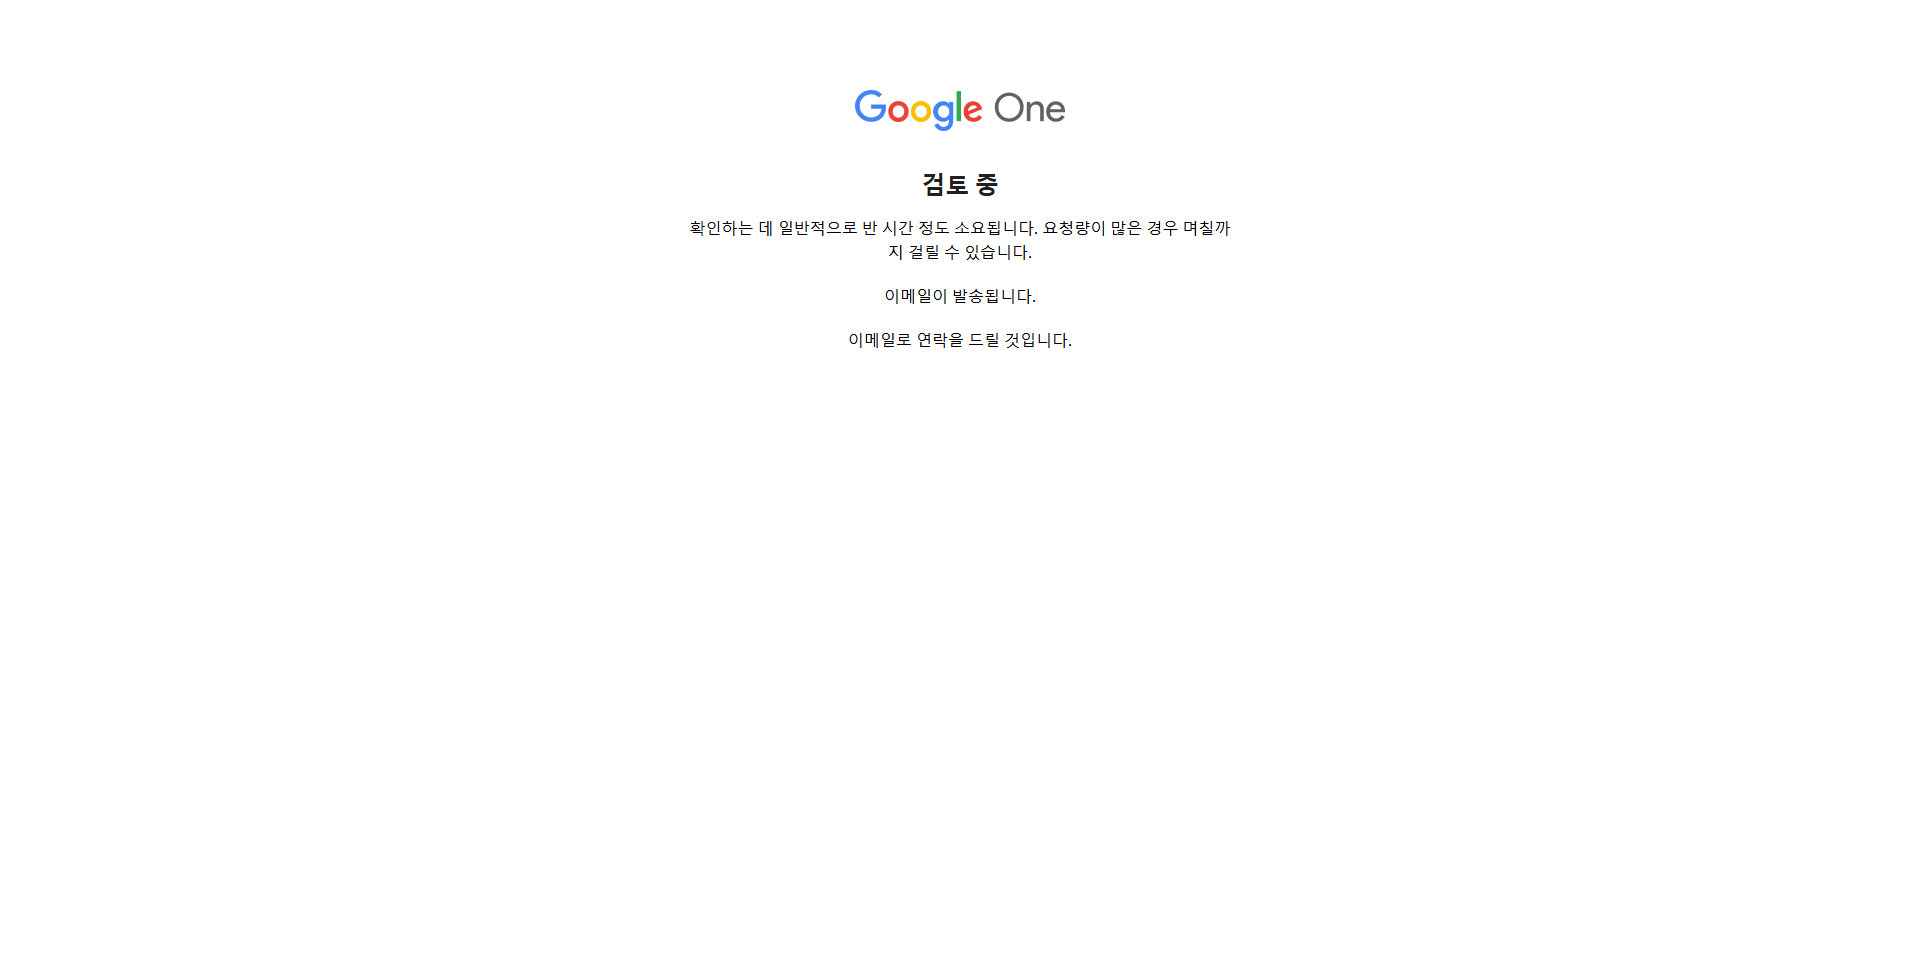 Google One
검토 중
확인하는 데 일반적으로 반 시간 정도 소요됩니다. 요청량이 많은 경우 며칠까
지 걸릴 수 있습니다.
이메일이 발송됩니다.
이메일로 연락을 드릴 것입니다.